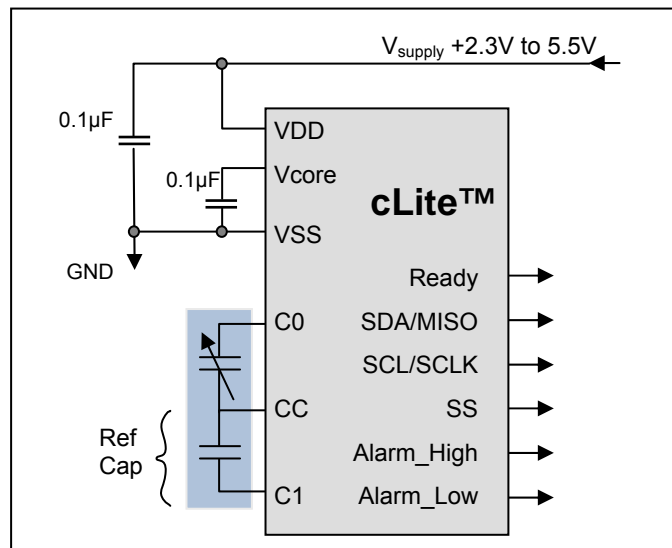 Vsupply +2.3V to 5.5V
0.1µF
VDD
0.1µF
Vcore
cLite™
VSS
GND
Ready
C0
SDA/MISO
SCL/SCLK
CC
SS
Ref
Cap
Alarm_High
C1
Alarm_Low